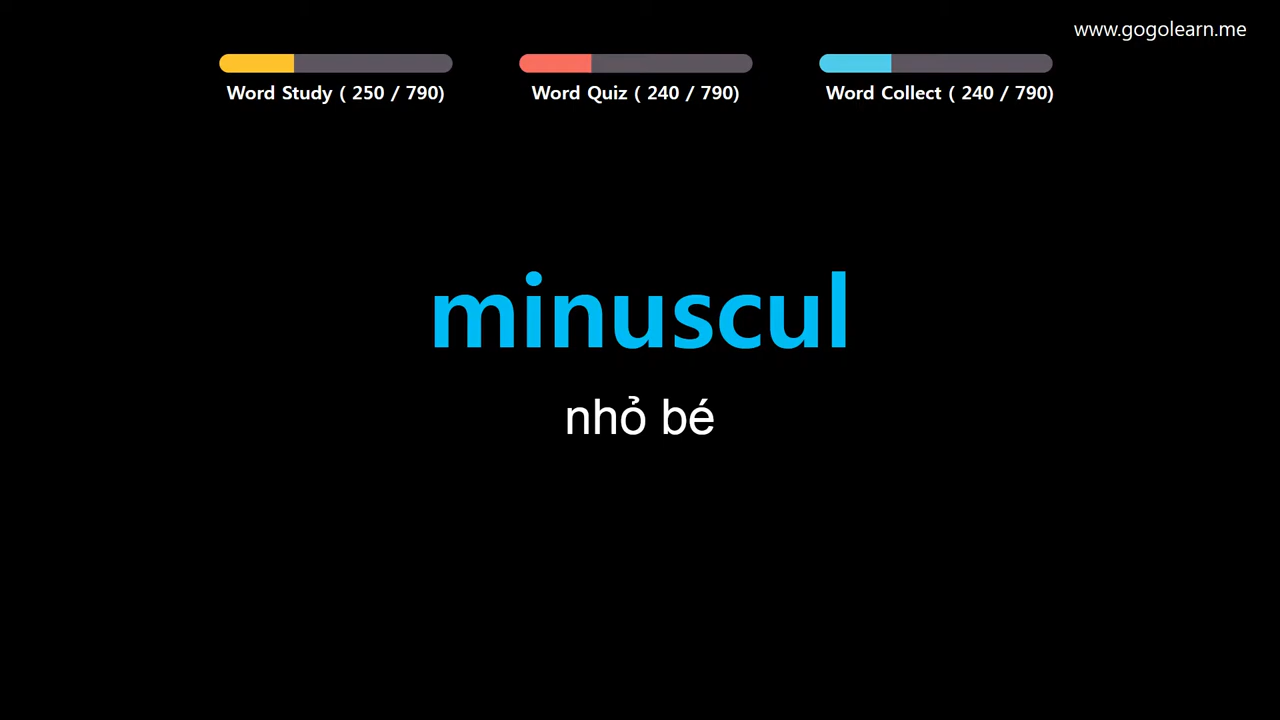 www.gogolearn.me
Word Study ( 250 / 790)
Word Quiz ( 240 / 790)
Word Collect ( 240 / 790)
minuscul
nhỏ bé